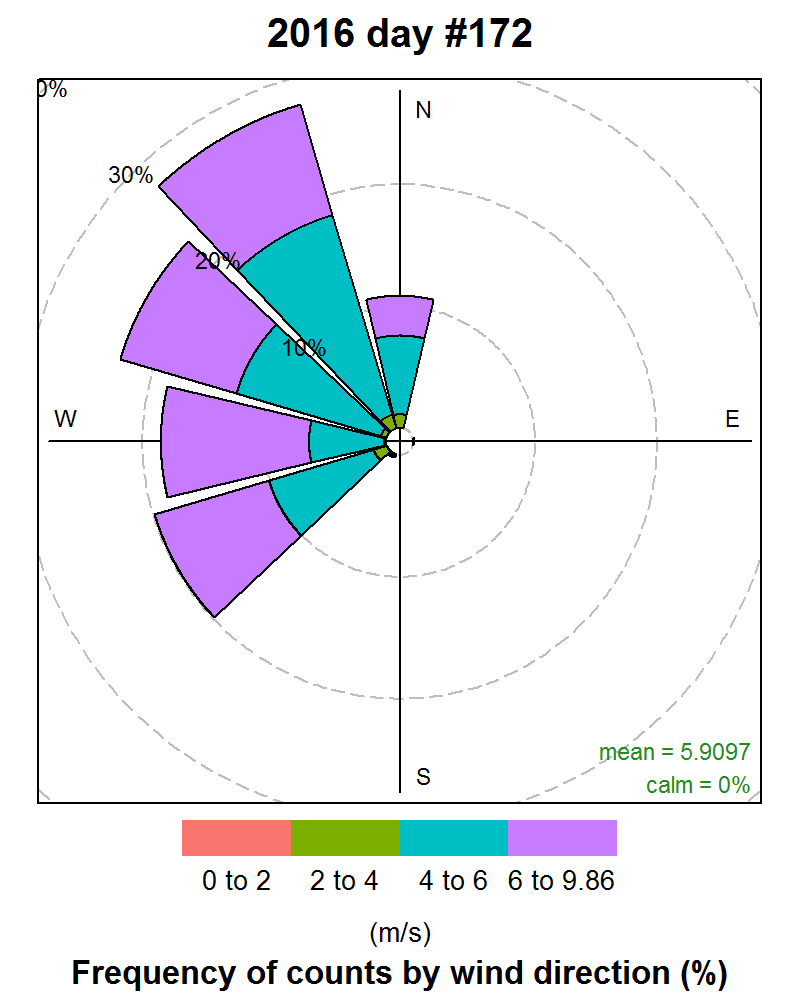 2016 day #172
0%
N
30%
20%
10%
W
E
mean = 5.9097
S
calm = 0%
0 to 2 2 to 4 4 to 6 6 to 9.86
(m/s)
Frequency of counts by wind direction (%)